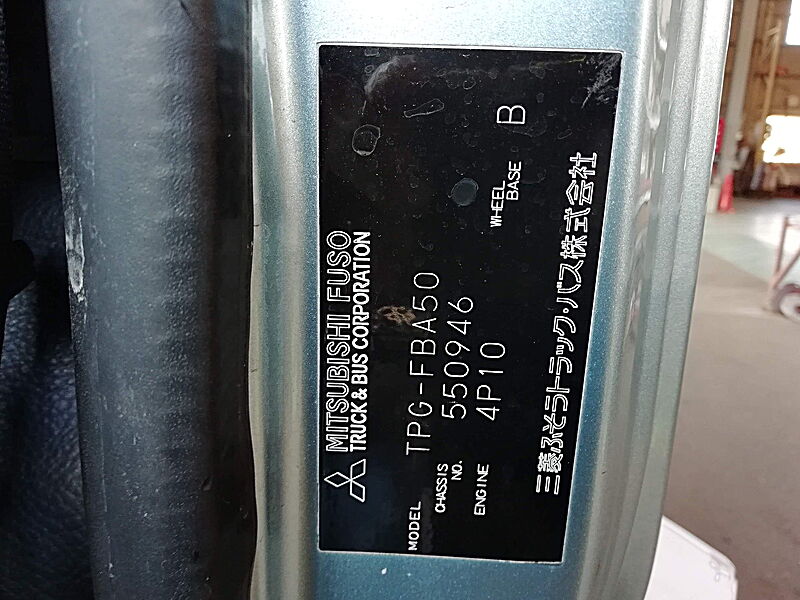 MITSUBISHI FUSO
TRUCK & BUS CORPORATION
MODEL TPG-FBA50
CHASSIS NO. 550946
ENGINE 4P10 WHEEL BASE B
三菱ふそうトラック・バス株式会社